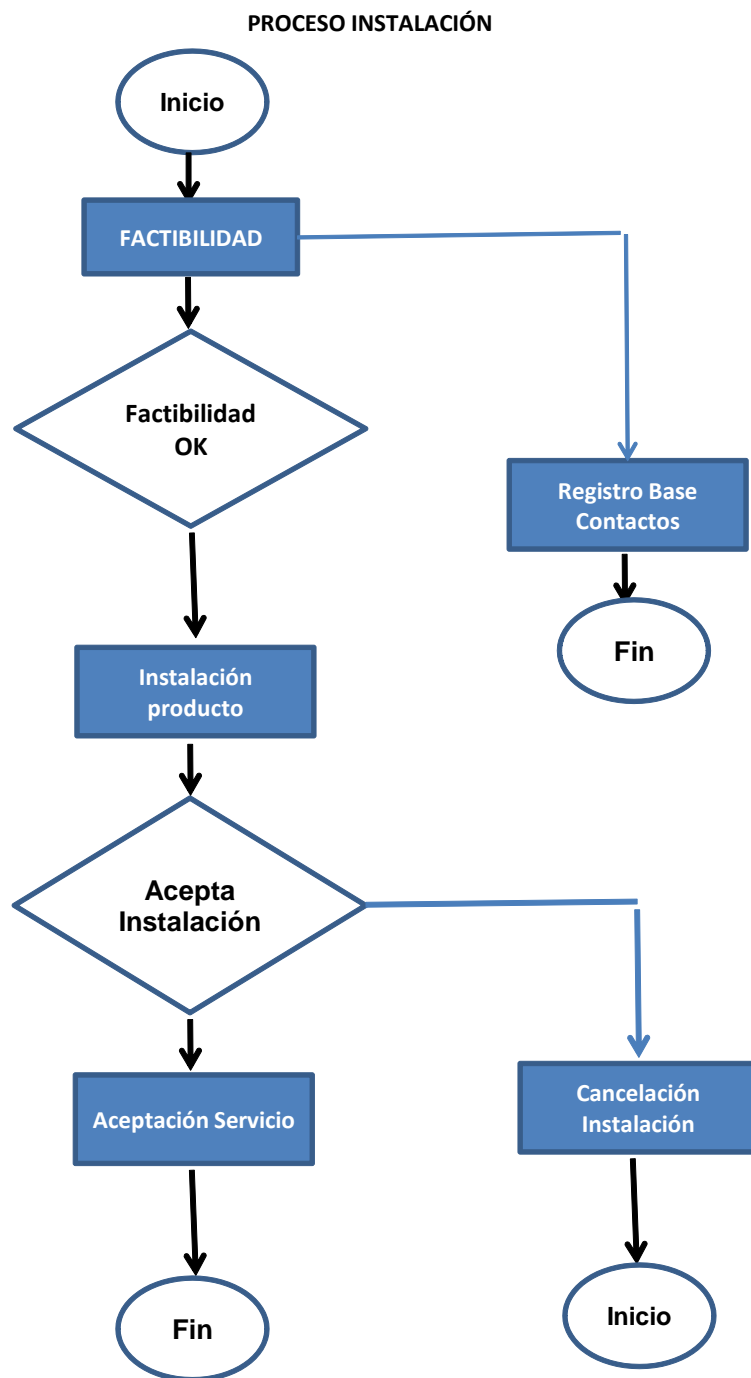 PROCESO INSTALACIÓN
Inicio
FACTIBILIDAD
Factibilidad
OK
Registro Base
Contactos
Fin
Instalación
producto
Acepta
Instalación
Aceptación Servicio
Cancelación
Instalación
Fin
Inicio